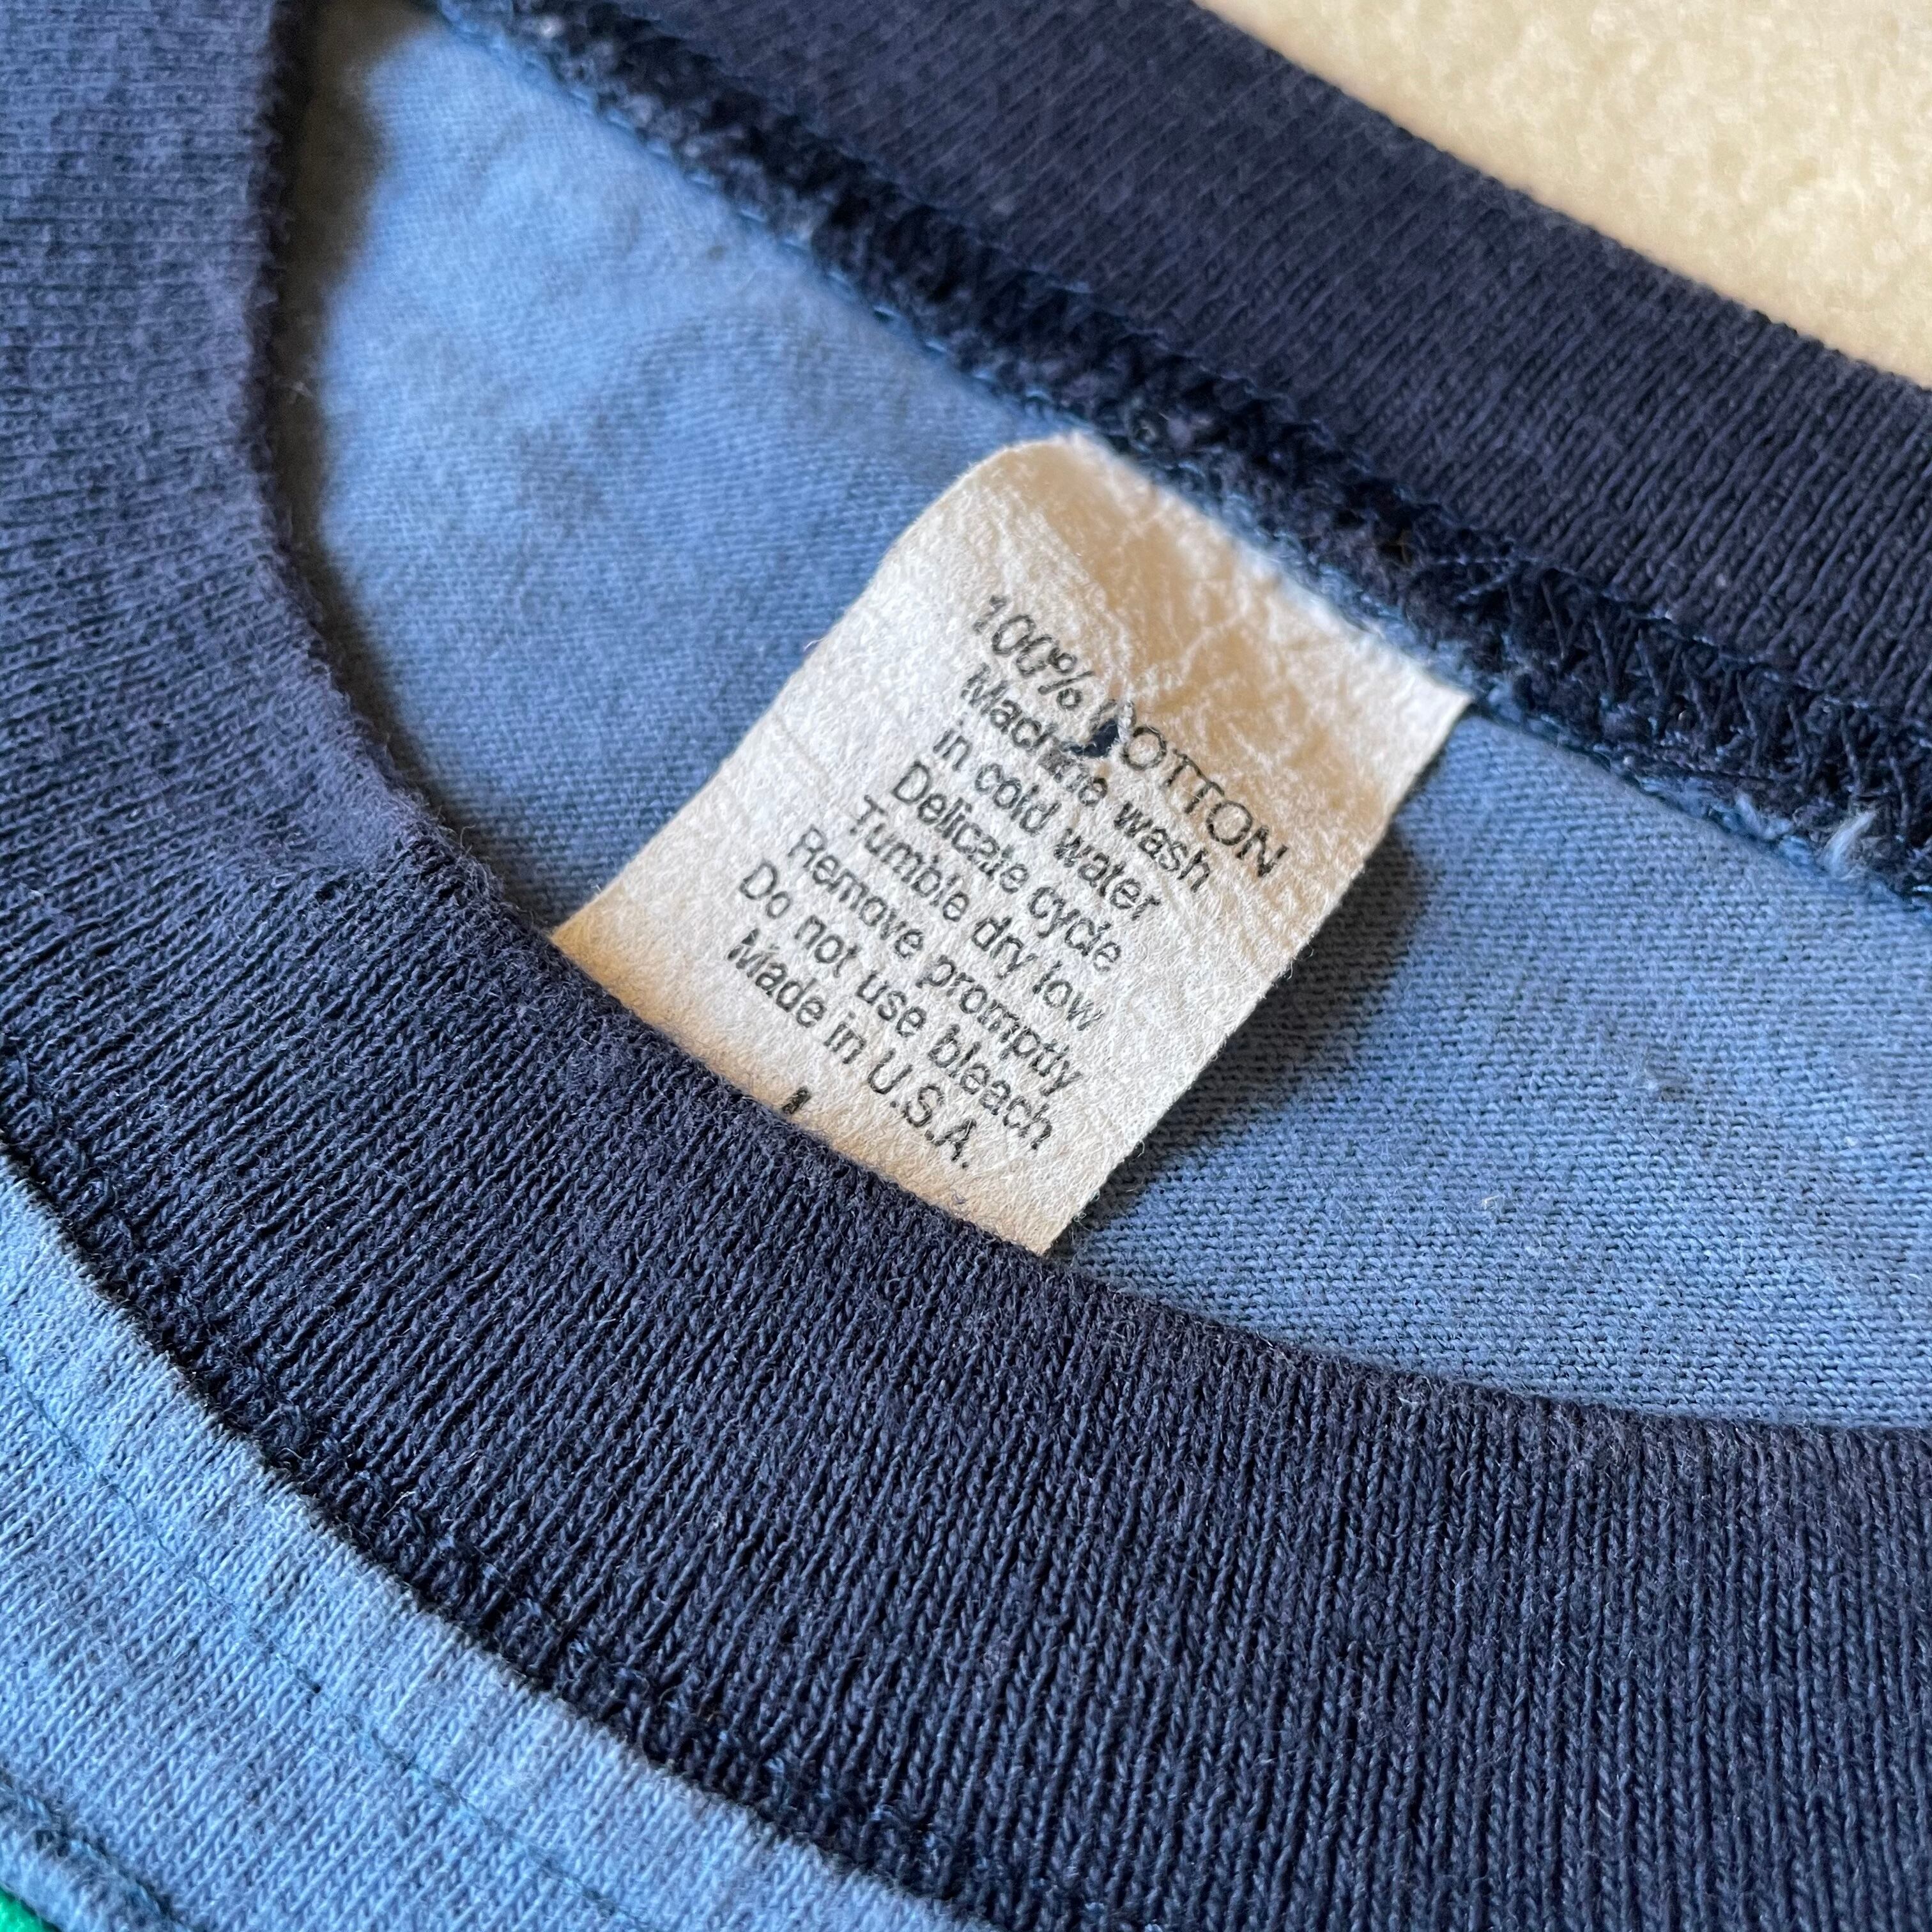 100% COTTON
Machine wash
in cold water
Delicate cycle
Tumble dry low
Remove promptly
Do not use bleach
Made in U.S.A.